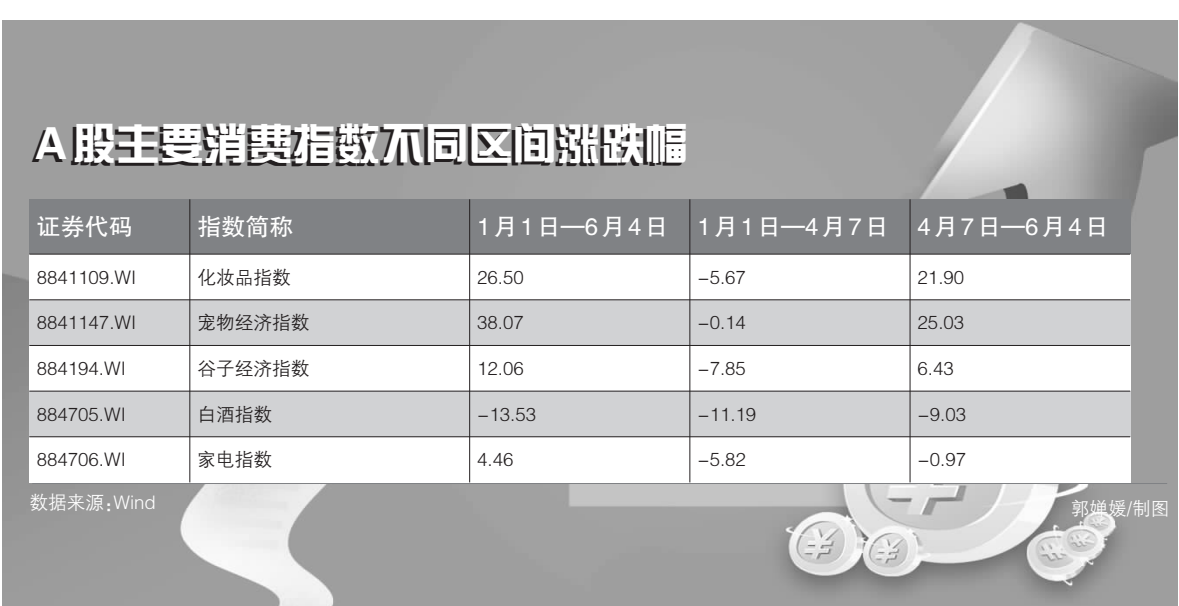 A股主要消费指数不同区间涨跌幅
证券代码 指数简称 1月1日—6月4日 1月1日—4月7日 4月7日—6月4日
8841109.WI 化妆品指数 26.50 –5.67 21.90
8841147.WI 宠物经济指数 38.07 –0.14 25.03
884194.WI 谷子经济指数 12.06 –7.85 6.43
884705.WI 白酒指数 –13.53 –11.19 –9.03
884706.WI 家电指数 4.46 –5.82 –0.97
数据来源:Wind 郭婵媛/制图